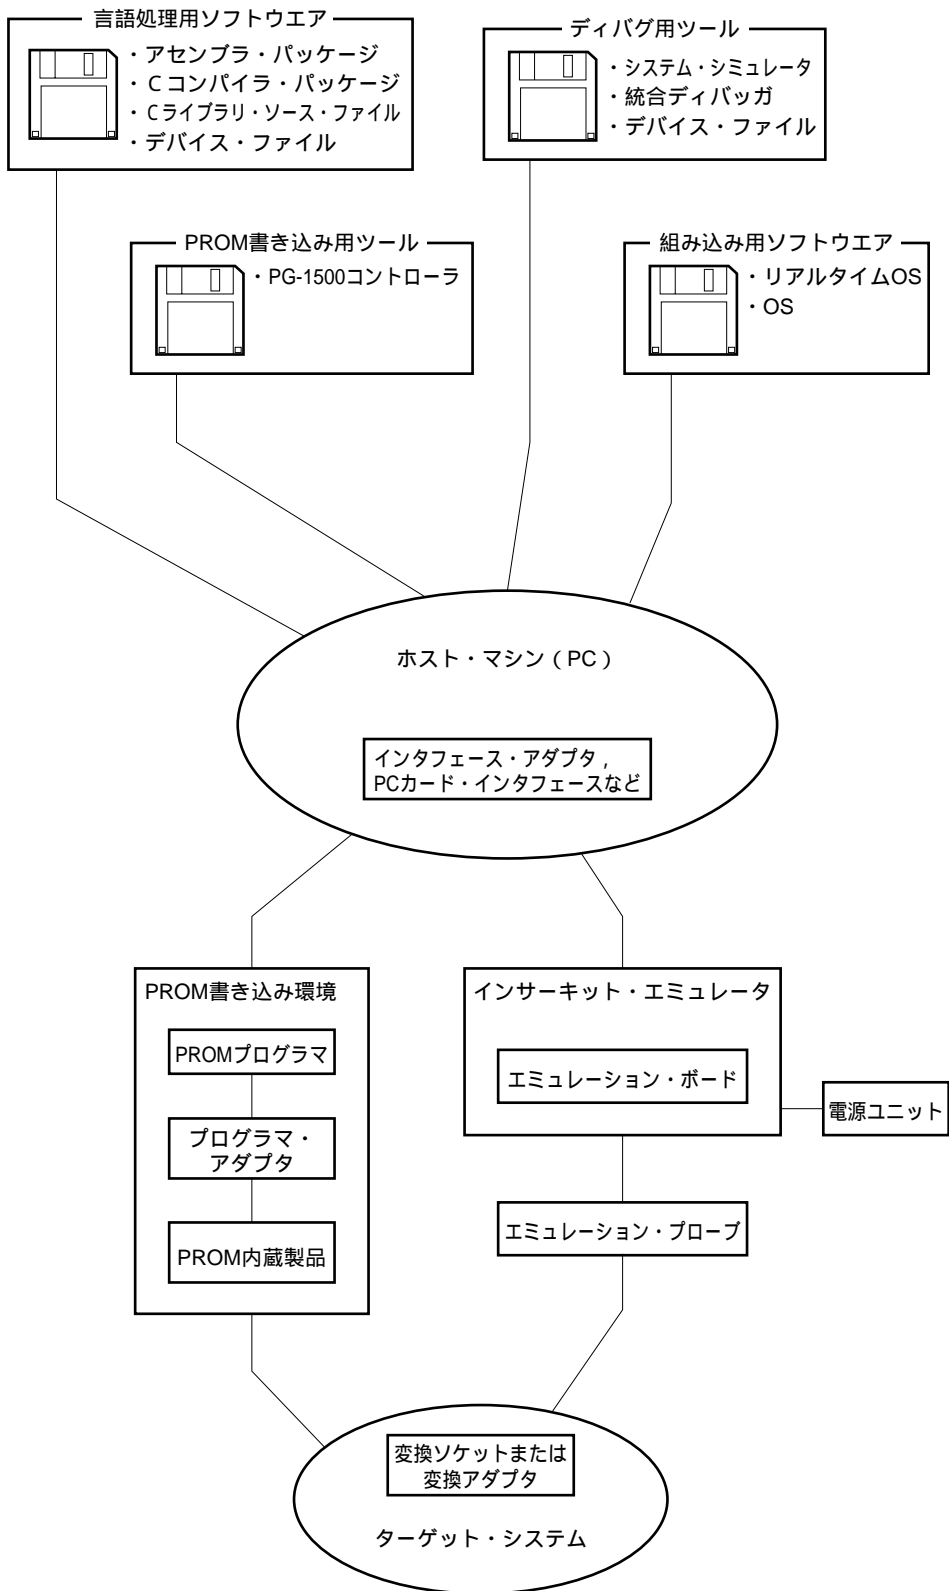 言語処理用ソフトウエア
・アセンブラ・パッケージ
・Cコンパイラ・パッケージ
・Cライブラリ・ソース・ファイル
・デバイス・ファイル
ディバグ用ツール
・システム・シミュレータ
・統合ディバッガ
・デバイス・ファイル
PROM書き込み用ツール
・PG-1500コントローラ
組み込み用ソフトウエア
・リアルタイムOS
・OS
ホスト・マシン(PC)
インタフェース・アダプタ,
PCカード・インタフェースなど
PROM書き込み環境
PROMプログラマ
プログラマ・
アダプタ
PROM内蔵製品
インサーキット・エミュレータ
エミュレーション・ボード
電源ユニット
エミュレーション・プローブ
変換ソケットまたは
変換アダプタ
ターゲット・システム